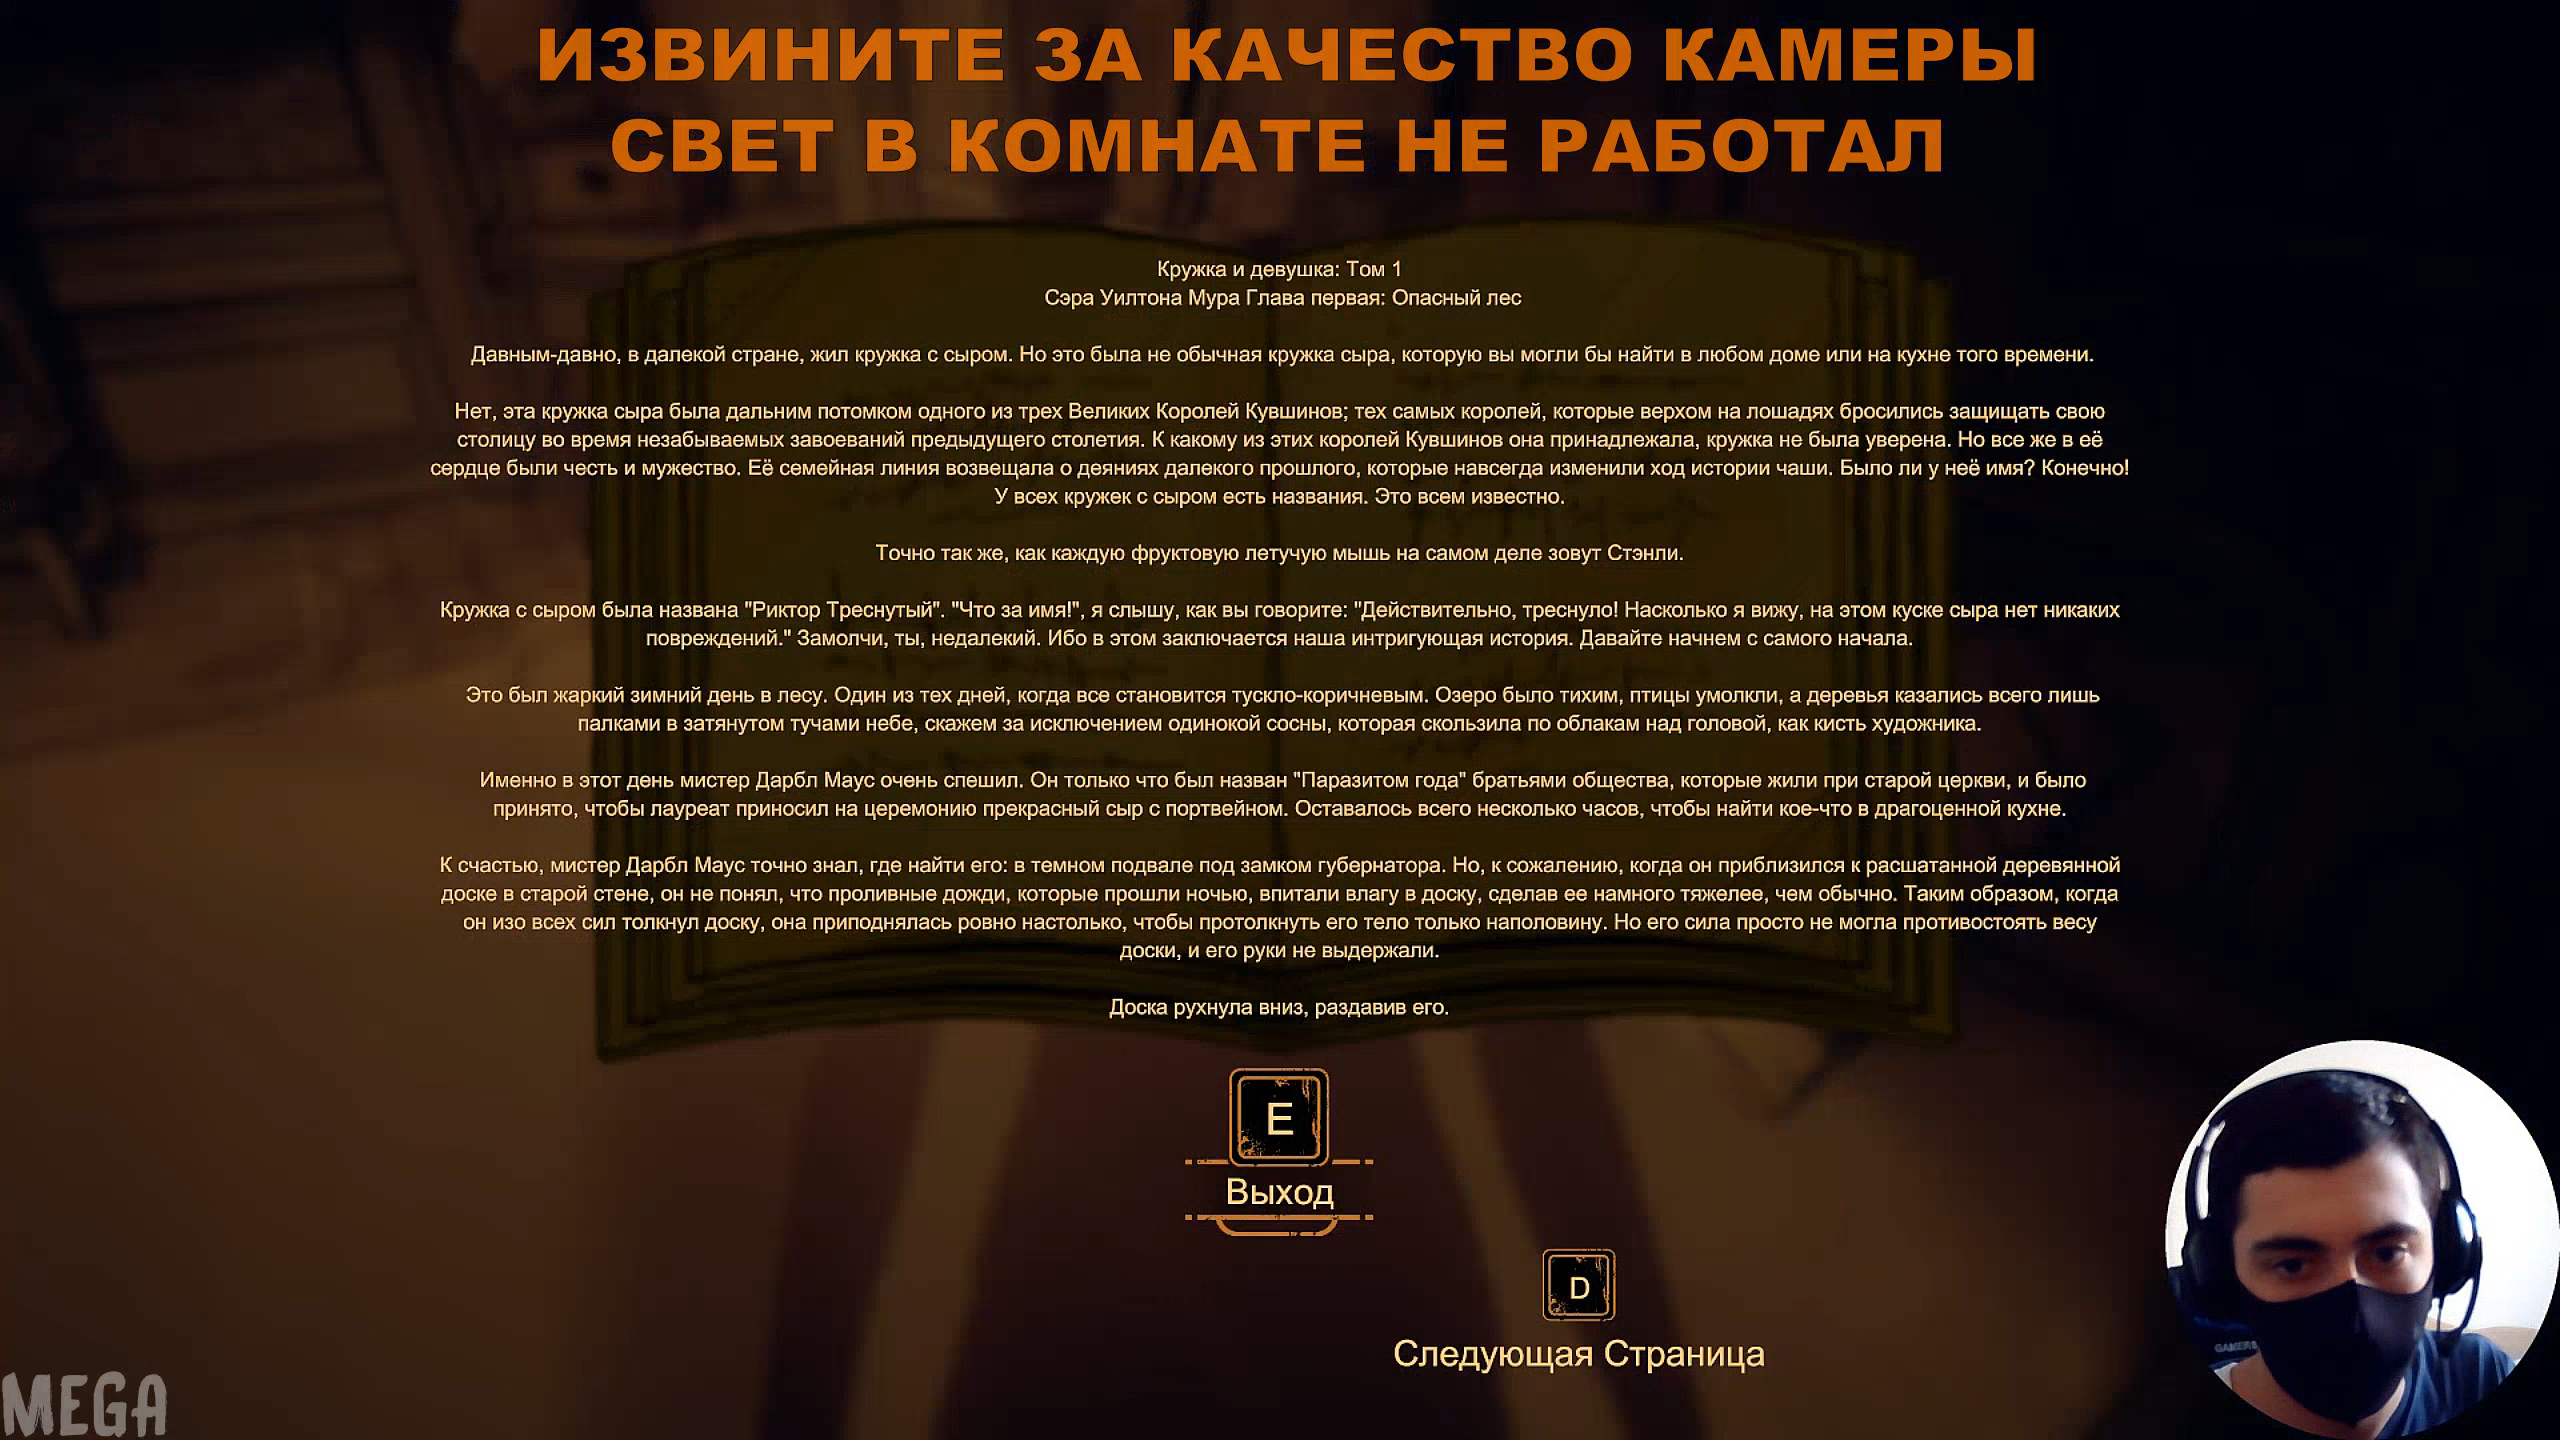 ИЗВИНИТЕ ЗА КАЧЕСТВО КАМЕРЫ
СВЕТ В КОМНАТЕ НЕ РАБОТАЛ
Кружка и девушка: Том 1
Сэра Уилтона Мура Глава первая: Опасный лес
Давным-давно, в далекой стране, жил кружка с сыром. Но это была не обычная кружка сыра, которую вы могли бы найти в любом доме или на кухне того времени.
Нет, эта кружка сыра была дальним потомком одного из трех Великих Королей Кувшинов; тех самых королей, которые верхом на лошадях бросились защищать свою
столицу во время незабываемых завоеваний предыдущего столетия. К какому из этих королей Кувшинов она принадлежала, кружка не была уверена. Но все же в её
сердце были честь и мужество. Её семейная линия возвещала о деяниях далекого прошлого, которые навсегда изменили ход истории чаши. Было ли у неё имя? Конечно!
У всех кружек с сыром есть названия. Это всем известно.
Точно так же, как каждую фруктовую летучую мышь на самом деле зовут Стэнли.
Кружка с сыром была названа "Риктор Треснутый". "Что за имя!", я слышу, как вы говорите: "Действительно, треснуло! Насколько я вижу, на этом куске сыра нет никаких
повреждений." Замолчи, ты, недалекий. Ибо в этом заключается наша интригующая история. Давайте начнем с самого начала.
Это был жаркий зимний день в лесу. Один из тех дней, когда все становится тускло-коричневым. Озеро было тихим, птицы умолкли, а деревья казались всего лишь
палками в затянутом тучами небе, скажем за исключением одинокой сосны, которая скользила по облакам над головой, как кисть художника.
Именно в этот день мистер Дарбл Маус очень спешил. Он только что был назван "Паразитом года" братьями общества, которые жили при старой церкви, и было
принято, чтобы лауреат приносил на церемонию прекрасный сыр с портвейном. Оставалось всего несколько часов, чтобы найти кое-что в драгоценной кухне.
К счастью, мистер Дарбл Маус точно знал, где найти его: в темном подвале под замком губернатора. Но, к сожалению, когда он приблизился к расшатанной деревянной
доске в старой стене, он не понял, что проливные дожди, которые прошли ночью, впитали влагу в доску, сделав ее намного тяжелее, чем обычно. Таким образом, когда
он изо всех сил толкнул доску, она приподнялась ровно настолько, чтобы протолкнуть его тело только наполовину. Но его сила просто не могла противостоять весу
доски, и его руки не выдержали.
Доска рухнула вниз, раздавив его.
E
Выход
D
Следующая Страница
MEGA